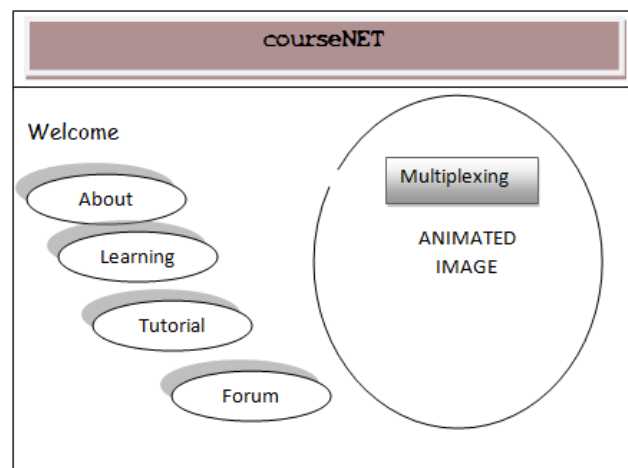 courseNET
Welcome
About
Learning
Tutorial
Forum
Multiplexing
ANIMATED
IMAGE